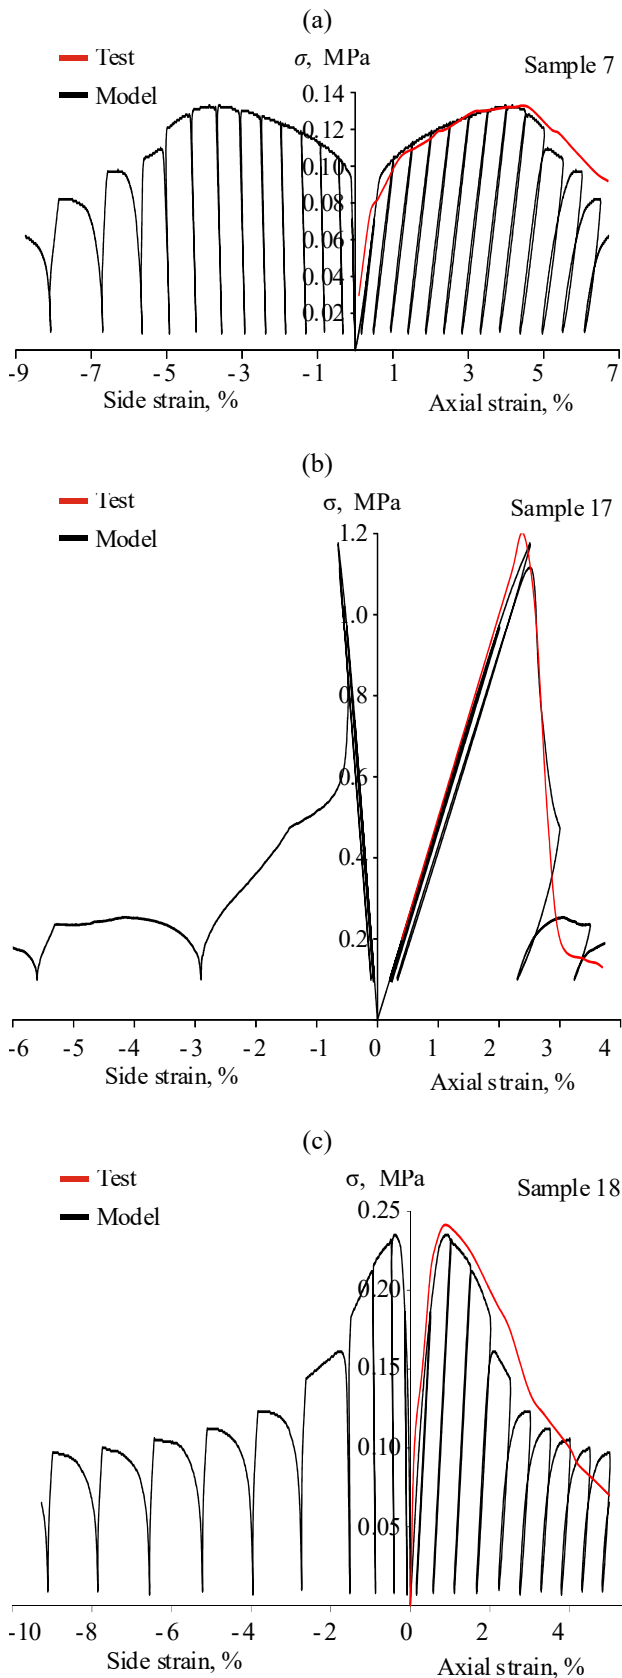 (a)
Test
Model
σ, MPa
Sample 7
0.14
0.12
0.10
0.08
0.06
0.04
0.02
-9 -7 -5 -3 -1 1 3 5 7
Side strain, % Axial strain, %
(b)
Test
Model
σ, MPa
Sample 17
1.2
1.0
0.8
0.6
0.4
0.2
-6 -5 -4 -3 -2 -1 0 1 2 3 4
Side strain, % Axial strain, %
(c)
Test
Model
σ, MPa
Sample 18
0.25
0.20
0.15
0.10
0.05
-10 -8 -6 -4 -2 0 2 4
Side strain, % Axial strain, %